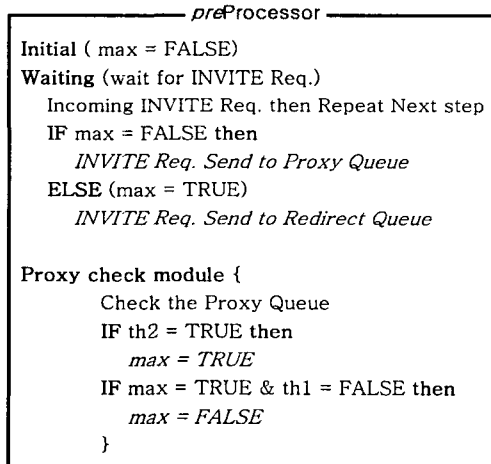 preProcessor
Initial ( max = FALSE)
Waiting (wait for INVITE Req.)
Incoming INVITE Req. then Repeat Next step
IF max = FALSE then
INVITE Req. Send to Proxy Queue
ELSE (max = TRUE)
INVITE Req. Send to Redirect Queue
Proxy check module {
Check the Proxy Queue
IF th2 = TRUE then
max = TRUE
IF max = TRUE & th1 = FALSE then
max = FALSE
}